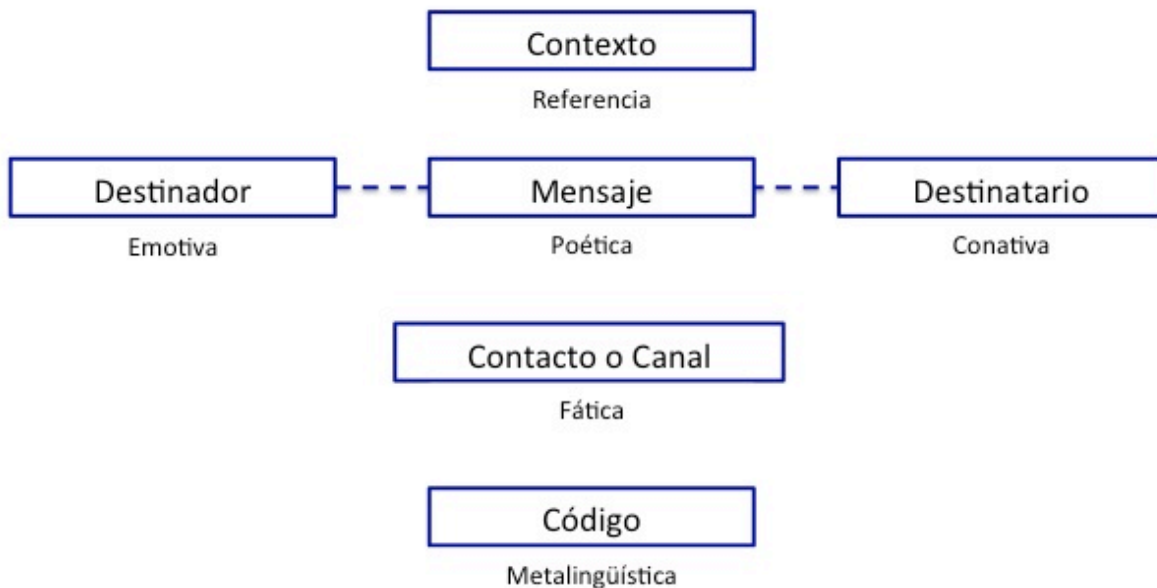 Contexto
Referencia
Destinador
Mensaje
Destinatario
Emotiva
Poética
Conativa
Contacto o Canal
Fática
Código
Metalingüística